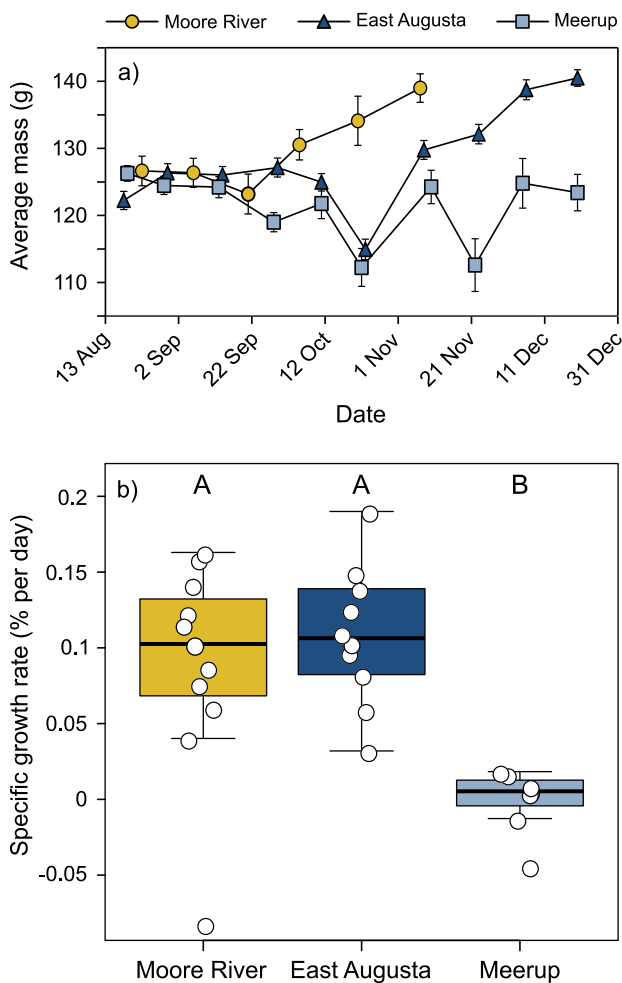 Moore River East Augusta Meerup
a)
Average mass (g)
140
130
120
110
13 Aug 2 Sep 22 Sep 12 Oct 1 Nov 21 Nov 11 Dec 31 Dec
Date
b)
A A B
Specific growth rate (% per day)
0.2
0.15
0.1
0.05
0
-0.05
Moore River East Augusta Meerup